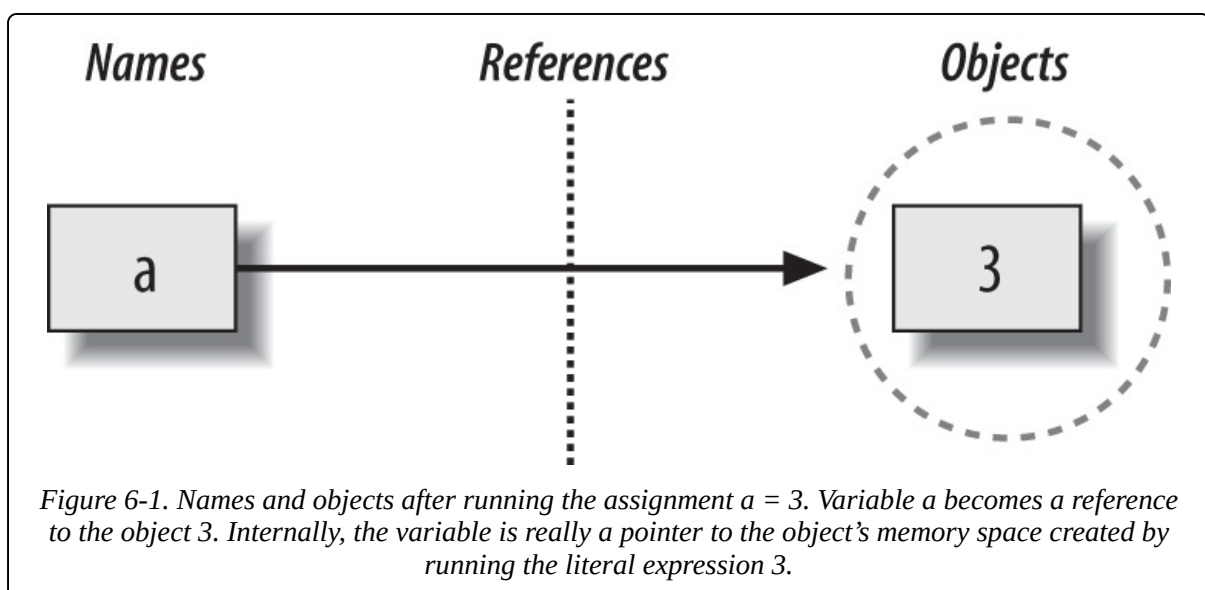 Names References Objects
a 3
Figure 6-1. Names and objects after running the assignment a = 3. Variable a becomes a reference
to the object 3. Internally, the variable is really a pointer to the object’s memory space created by
running the literal expression 3.